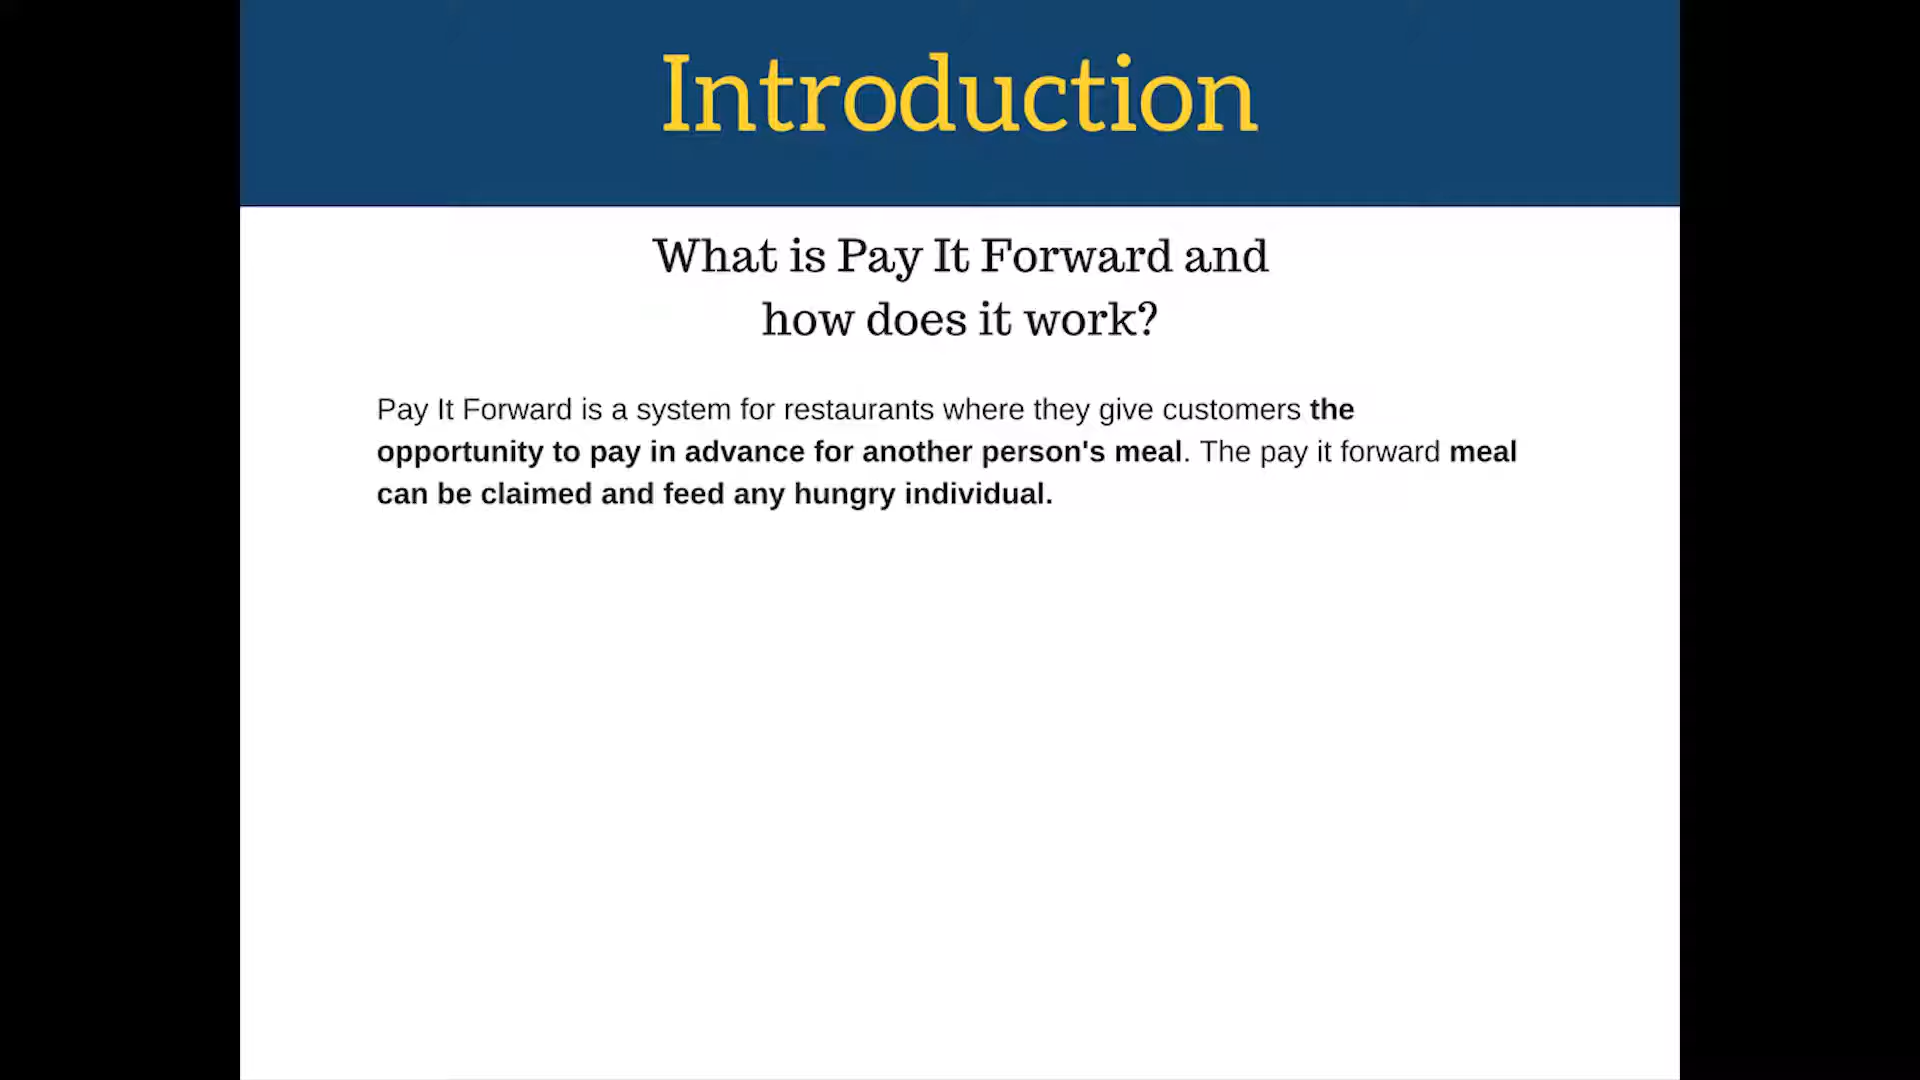 Introduction
What is Pay It Forward and
how does it work?
Pay It Forward is a system for restaurants where they give customers the
opportunity to pay in advance for another person's meal. The pay it forward meal
can be claimed and feed any hungry individual.